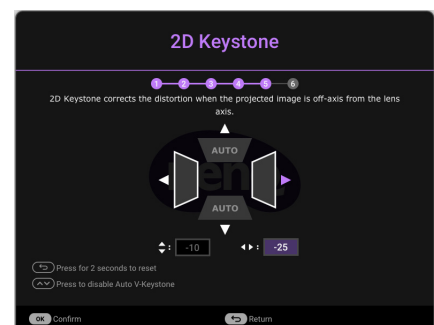 2D Keystone
1 2 3 4 5 6
2D Keystone corrects the distortion when the projected image is off-axis from the lens
axis.
AUTO
BenQ
AUTO
: -10 : -25
Press for 2 seconds to reset
Press to disable Auto V-Keystone
OK Confirm Return